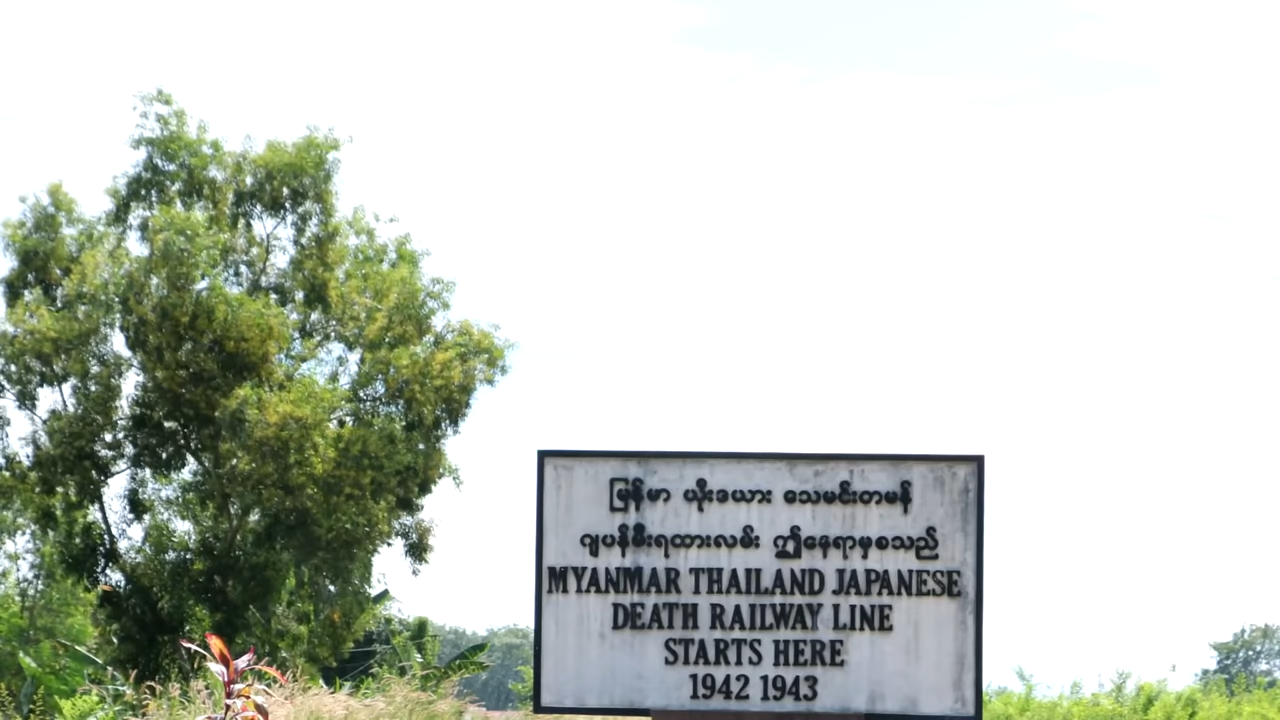 မြန်မာ ယိုးဒယား သေမင်းတမန်
ဂျပန်မီးရထားလမ်း ဤနေရာမှစသည်
MYANMAR THAILAND JAPANESE
DEATH RAILWAY LINE
STARTS HERE
1942 1943